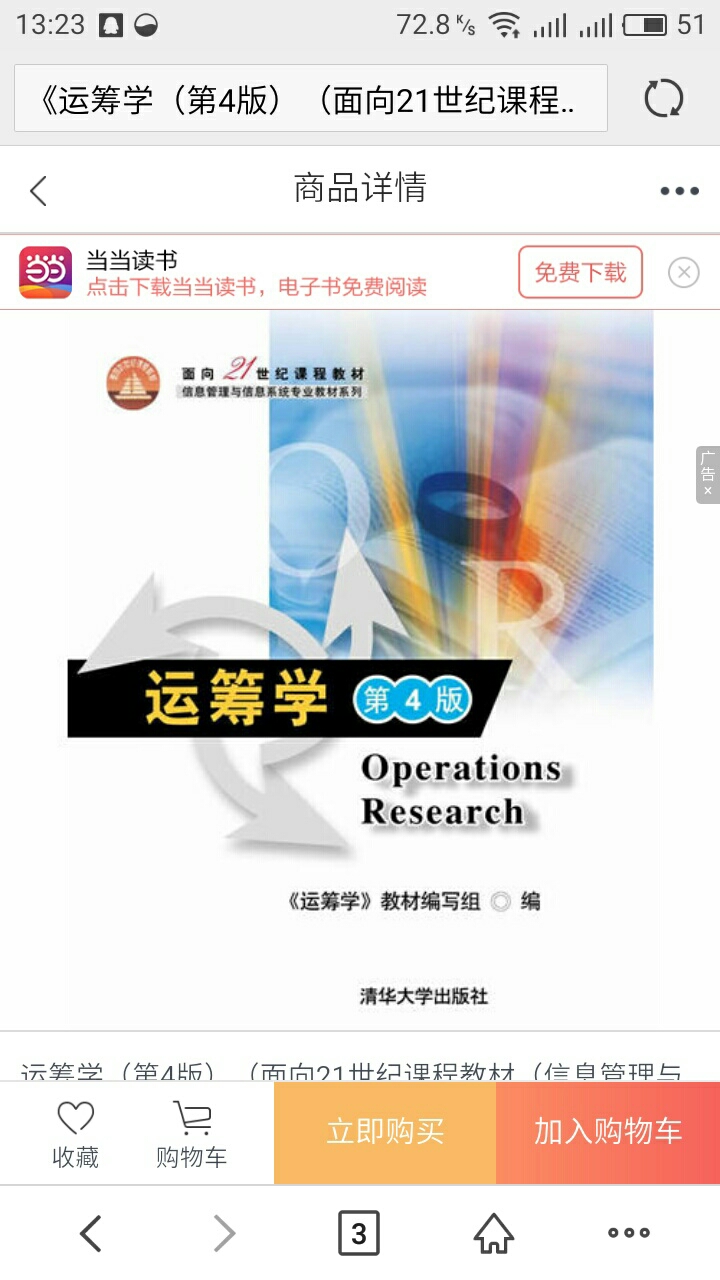 13:23 72.8 K/s 51
《运筹学（第4版）（面向21世纪课程..
商品详情
当当读书
点击下载当当读书，电子书免费阅读
免费下载
当当
面向21世纪课程教材
信息管理与信息系统专业教材系列
广告
x
O
R
运筹学 第4版
Operations
Research
《运筹学》教材编写组 ◎ 编
清华大学出版社
运筹学（第4版）（面向21世纪课程教材（信息管理与
收藏
购物车
立即购买
加入购物车
3